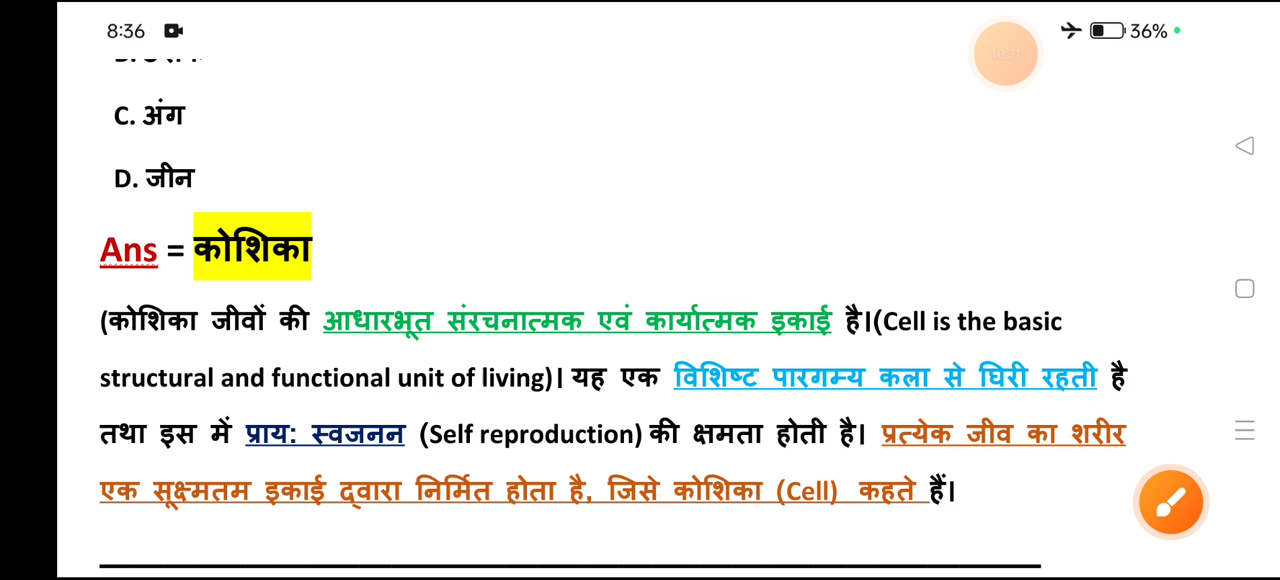 8:36
36%
C. अंग
D. जीन
Ans = कोशिका
(कोशिका जीवों की आधारभूत संरचनात्मक एवं कार्यात्मक इकाई है।(Cell is the basic
structural and functional unit of living)। यह एक विशिष्ट पारगम्य कला से घिरी रहती है
तथा इस में प्राय: स्वजनन (Self reproduction) की क्षमता होती है। प्रत्येक जीव का शरीर
एक सूक्ष्मतम इकाई द्वारा निर्मित होता है, जिसे कोशिका (Cell) कहते हैं।